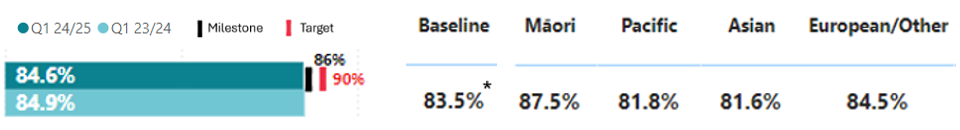 Q1 24/25 Q1 23/24 Milestone Target
86%
84.6% 90%
84.9%
Baseline Māori Pacific Asian European/Other
83.5%* 87.5% 81.8% 81.6% 84.5%